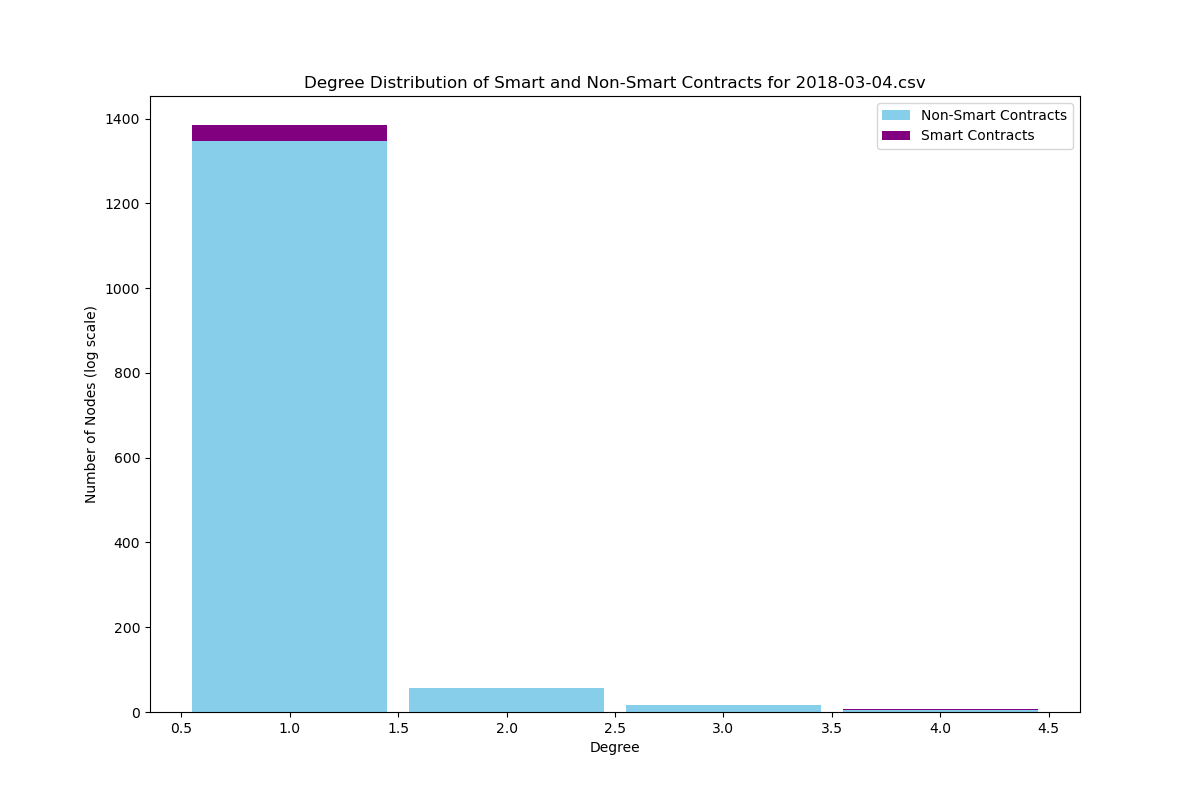 Degree Distribution of Smart and Non-Smart Contracts for 2018-03-04.csv
Non-Smart Contracts
Smart Contracts
Number of Nodes (log scale)
1400
1200
1000
800
600
400
200
0
0.5 1.0 1.5 2.0 2.5 3.0 3.5 4.0 4.5
Degree